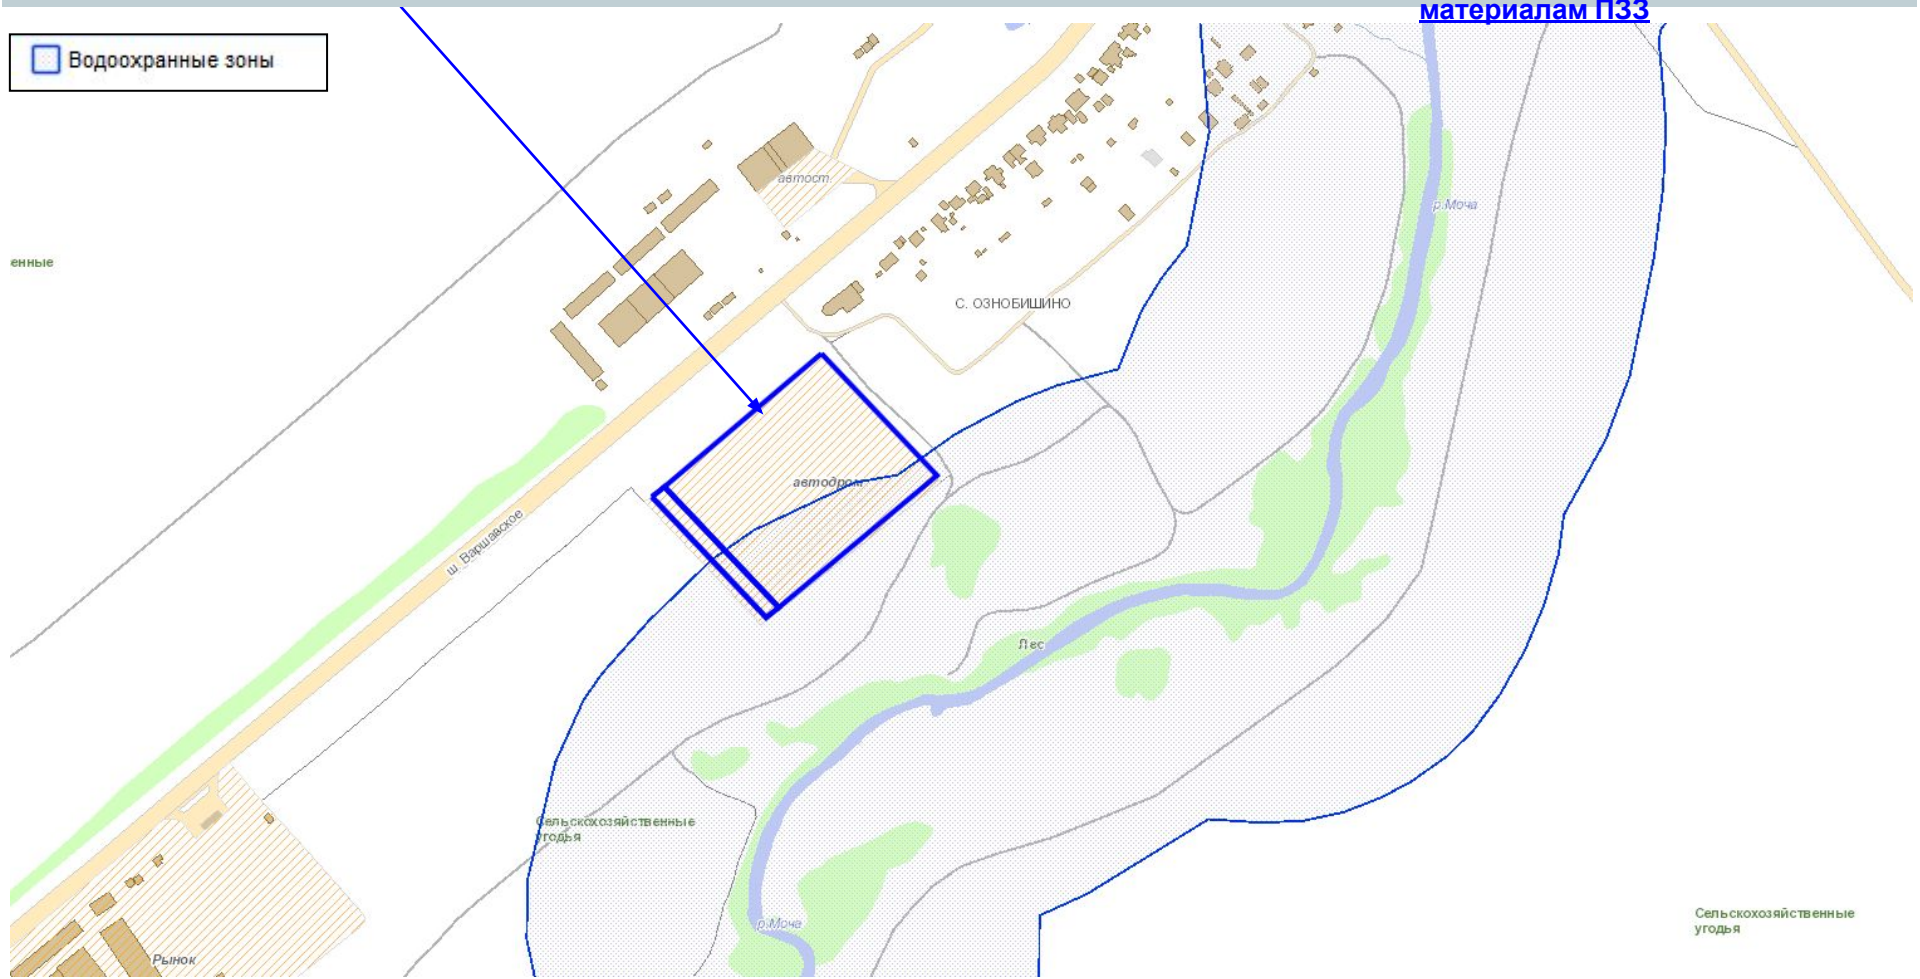 материалам ПЗЗ
Водоохранные зоны
автост.
р.Моча
енные
С. ОЗНОБИШИНО
автодром
ш. Варшавское
Лес
Сельскохозяйственные
угодья
Сельскохозяйственные
угодья
р.Моча
Рынок